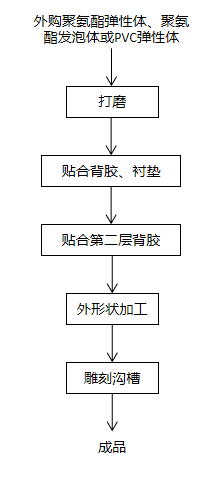 外购聚氨酯弹性体、聚氨
酯发泡体或PVC弹性体
打磨
贴合背胶、衬垫
贴合第二层背胶
外形状加工
雕刻沟槽
成品